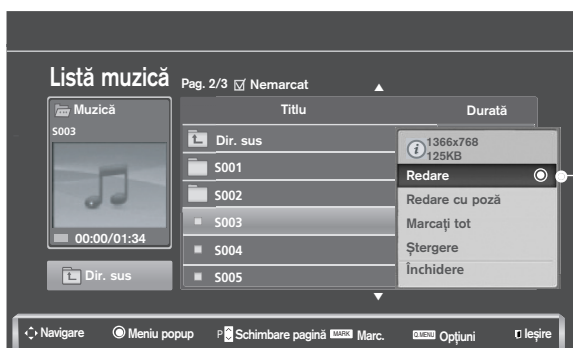 Listă muzică Pag. 2/3 Nemarcat
Muzică
S003
00:00/01:34
Dir. sus
Titlu Durată
Dir. sus
S001
S002
S003
S004
S005
1366x768
125KB
Redare
Redare cu poză
Marcați tot
Ștergere
Închidere
Navigare Meniu popup P Schimbare pagină MARK Marc. Q.MENU Opțiuni Ieșire